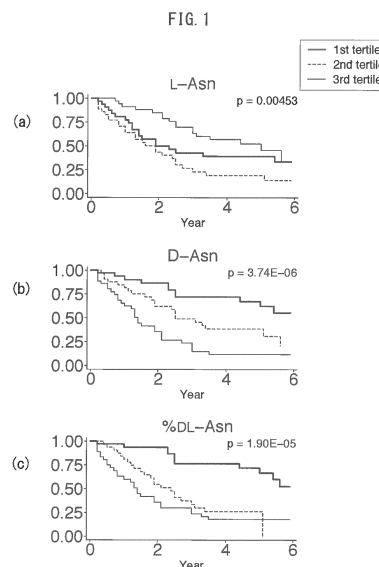 FIG. 1
1st tertile
2nd tertile
3rd tertile
L-Asn
(a)
p = 0.00453
1.00
0.75
0.50
0.25
0.00
0 2 4 6
Year
D-Asn
(b)
p = 3.74E-06
1.00
0.75
0.50
0.25
0.00
0 2 4 6
Year
%DL-Asn
(c)
p = 1.90E-05
1.00
0.75
0.50
0.25
0.00
0 2 4 6
Year